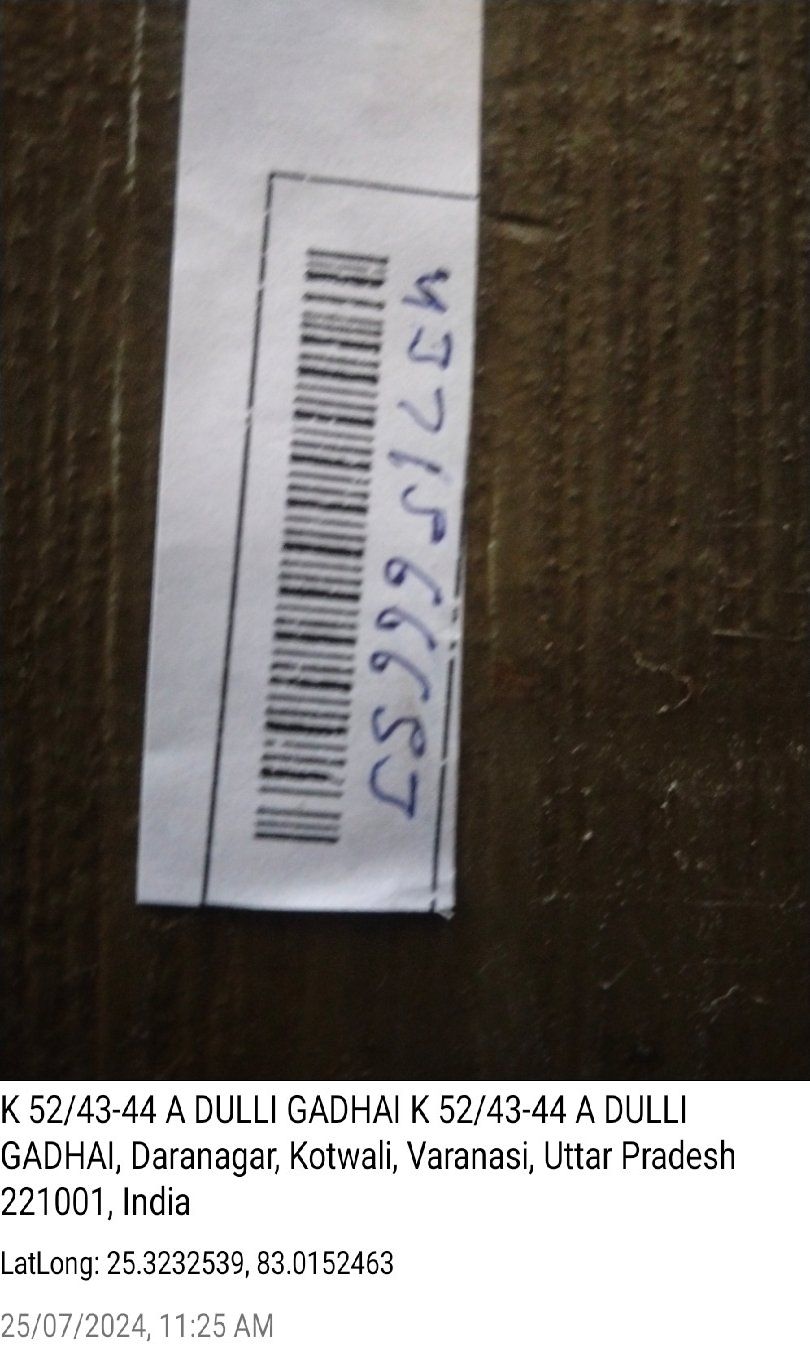 K 52/43-44 A DULLI GADHAI K 52/43-44 A DULLI
GADHAI, Daranagar, Kotwali, Varanasi, Uttar Pradesh
221001, India
LatLong: 25.3232539, 83.0152463
25/07/2024, 11:25 AM